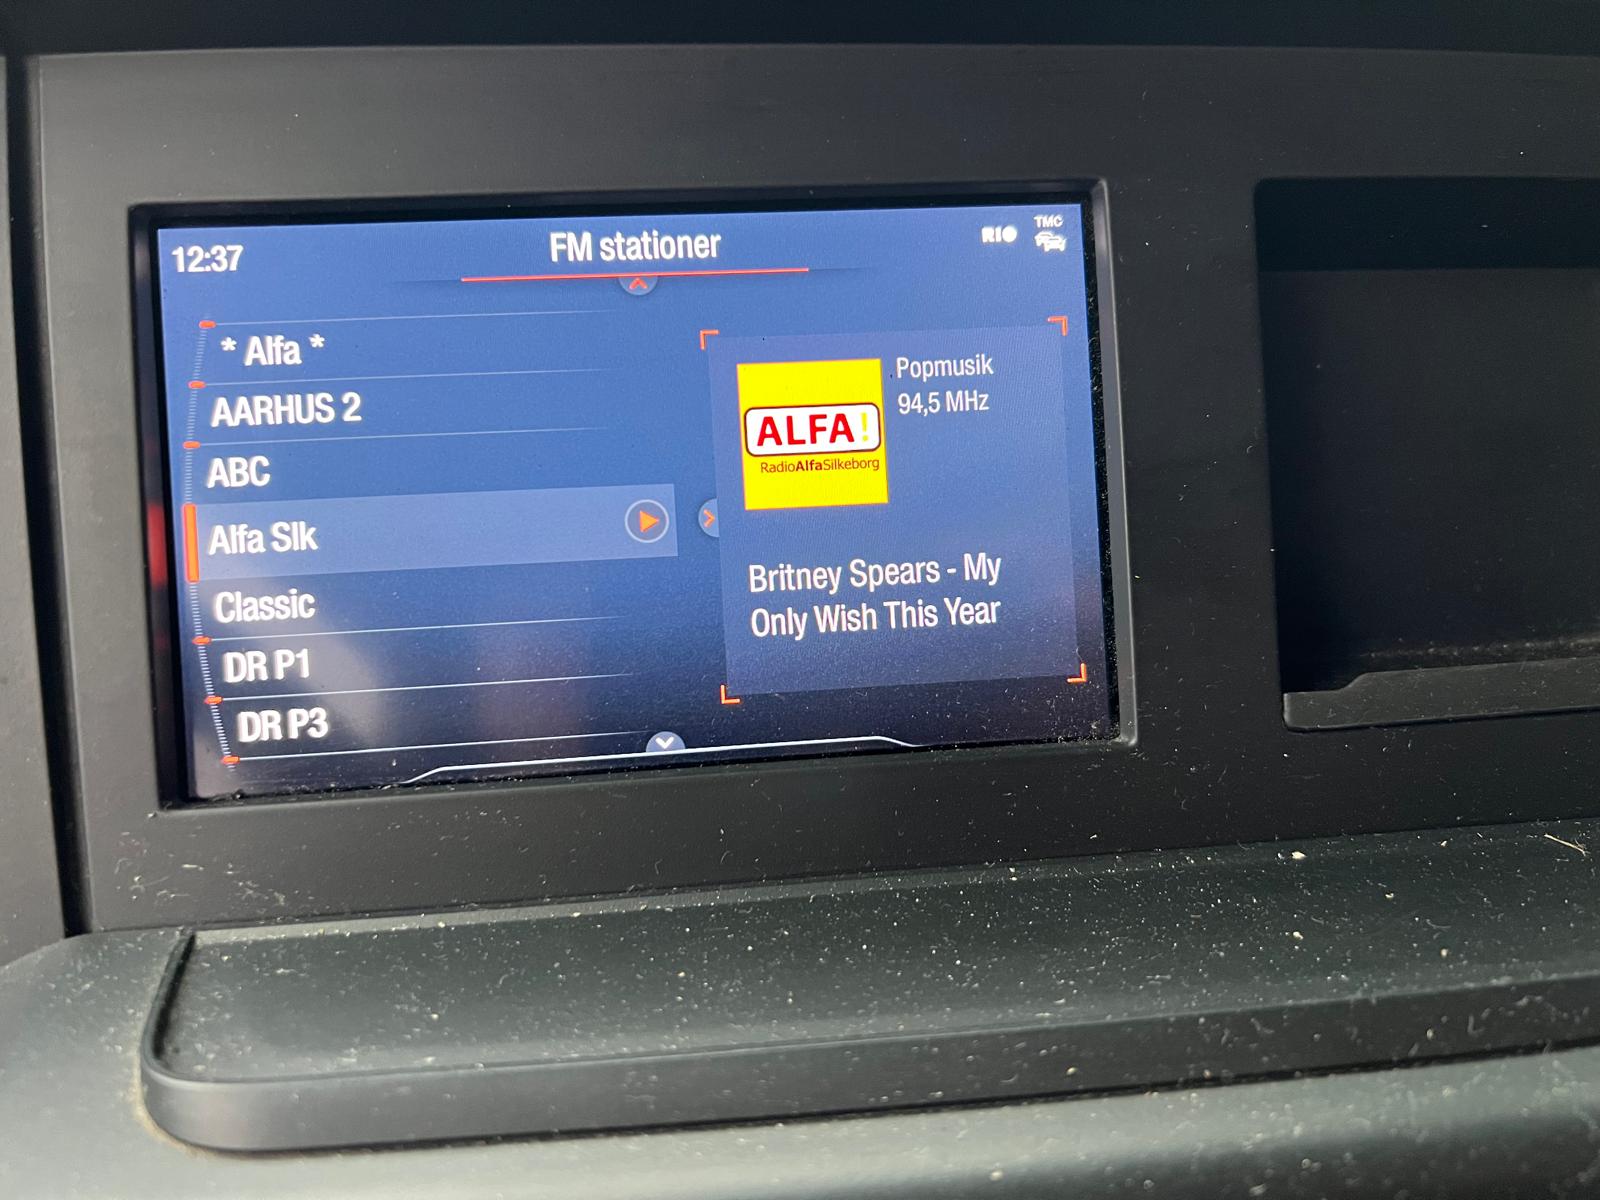 12:37
FM stationer
RIO
TMC
* Alfa *
AARHUS 2
ABC
Alfa Slk
Classic
DR P1
DR P3
ALFA!
RadioAlfaSilkeborg
Popmusik
94,5 MHz
Britney Spears - My
Only Wish This Year